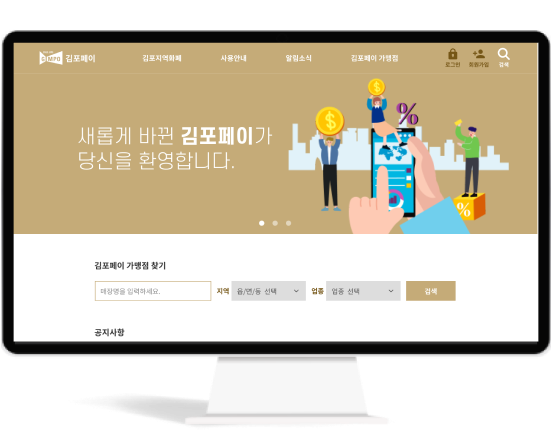 김포페이
김포지역화폐
사용안내
알림소식
김포페이 가맹점
로그인
회원가입
검색
새롭게 바뀐 김포페이가
당신을 환영합니다.
$
$
%
%
김포페이 가맹점 찾기
매장명을 입력하세요.
지역
읍/면/동 선택
업종
업종 선택
검색
공지사항